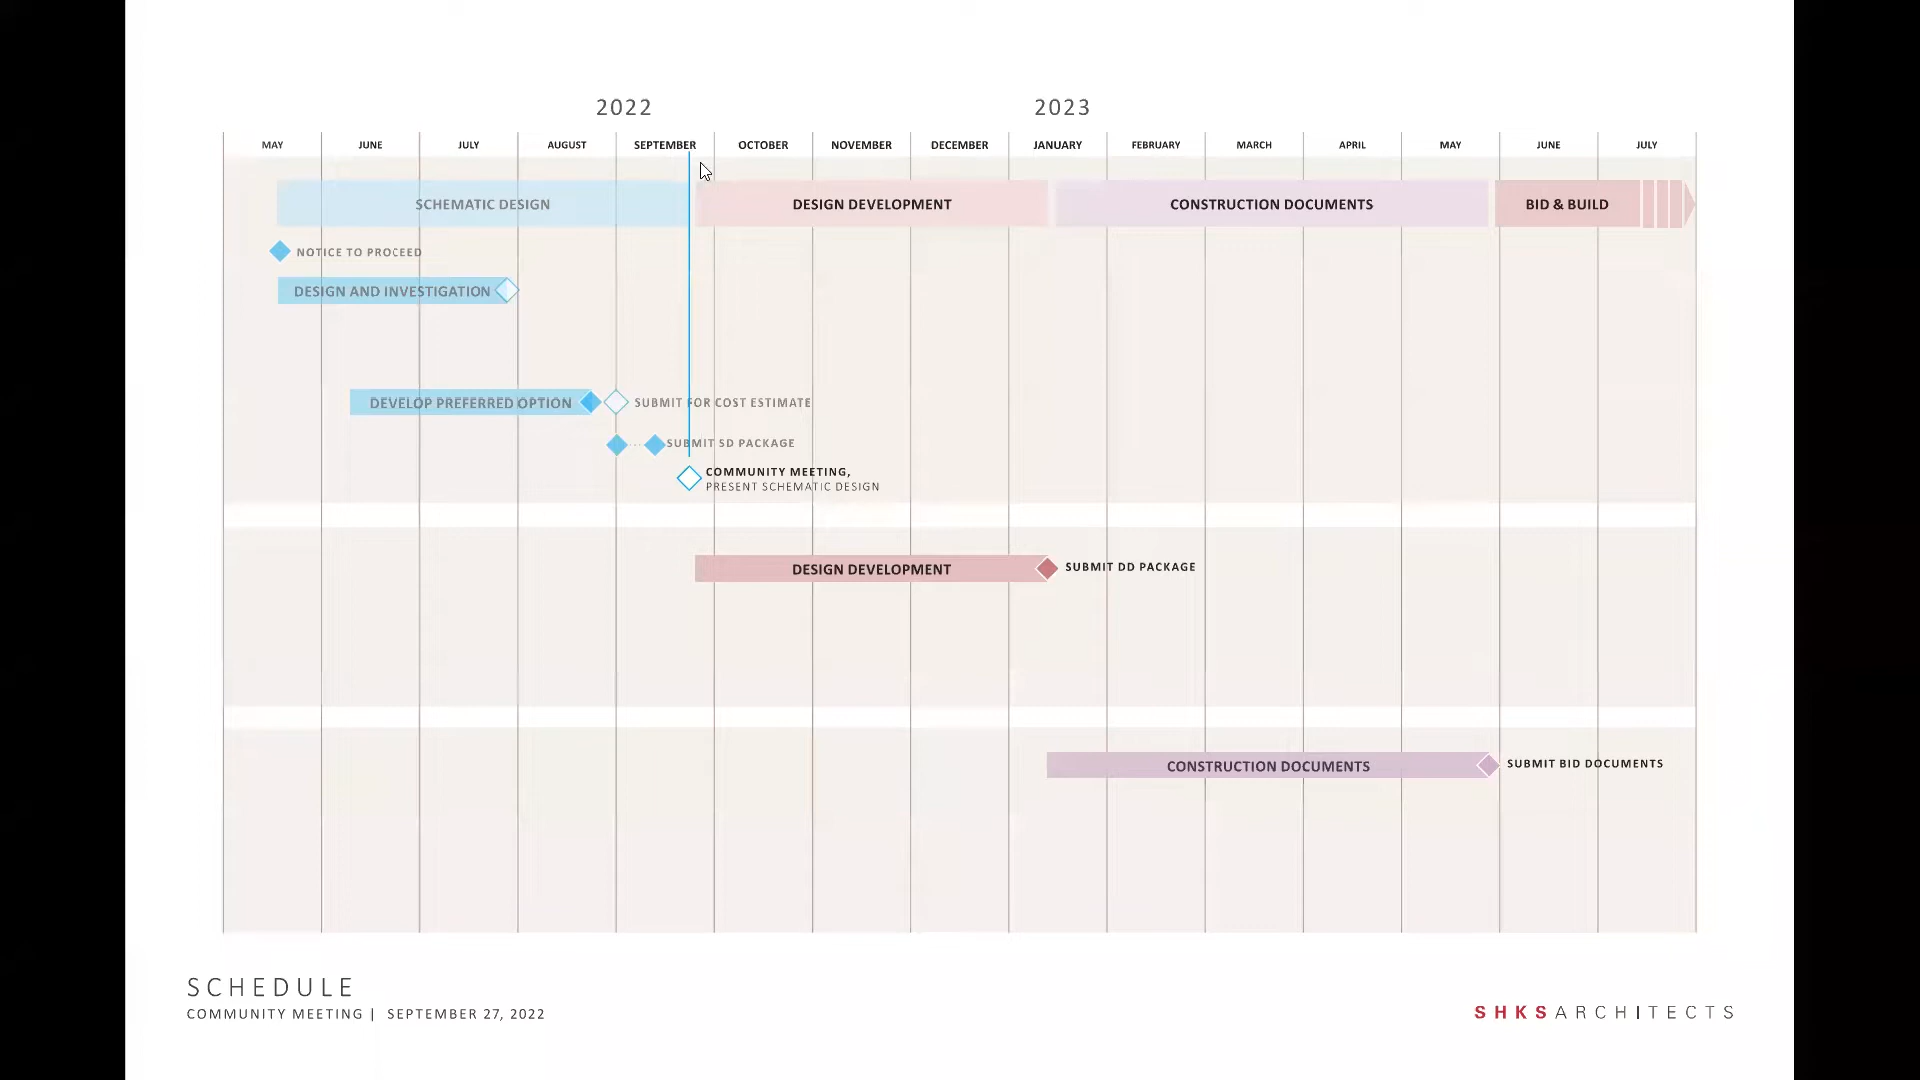 2022 2023
MAY JUNE JULY AUGUST SEPTEMBER OCTOBER NOVEMBER DECEMBER JANUARY FEBRUARY MARCH APRIL MAY JUNE JULY
SCHEMATIC DESIGN DESIGN DEVELOPMENT CONSTRUCTION DOCUMENTS BID & BUILD
NOTICE TO PROCEED
DESIGN AND INVESTIGATION
DEVELOP PREFERRED OPTION SUBMIT FOR COST ESTIMATE
SUBMIT SD PACKAGE
COMMUNITY MEETING,
PRESENT SCHEMATIC DESIGN
DESIGN DEVELOPMENT SUBMIT DD PACKAGE
CONSTRUCTION DOCUMENTS SUBMIT BID DOCUMENTS
SCHEDULE
COMMUNITY MEETING | SEPTEMBER 27, 2022
SHKSARCHITECTS